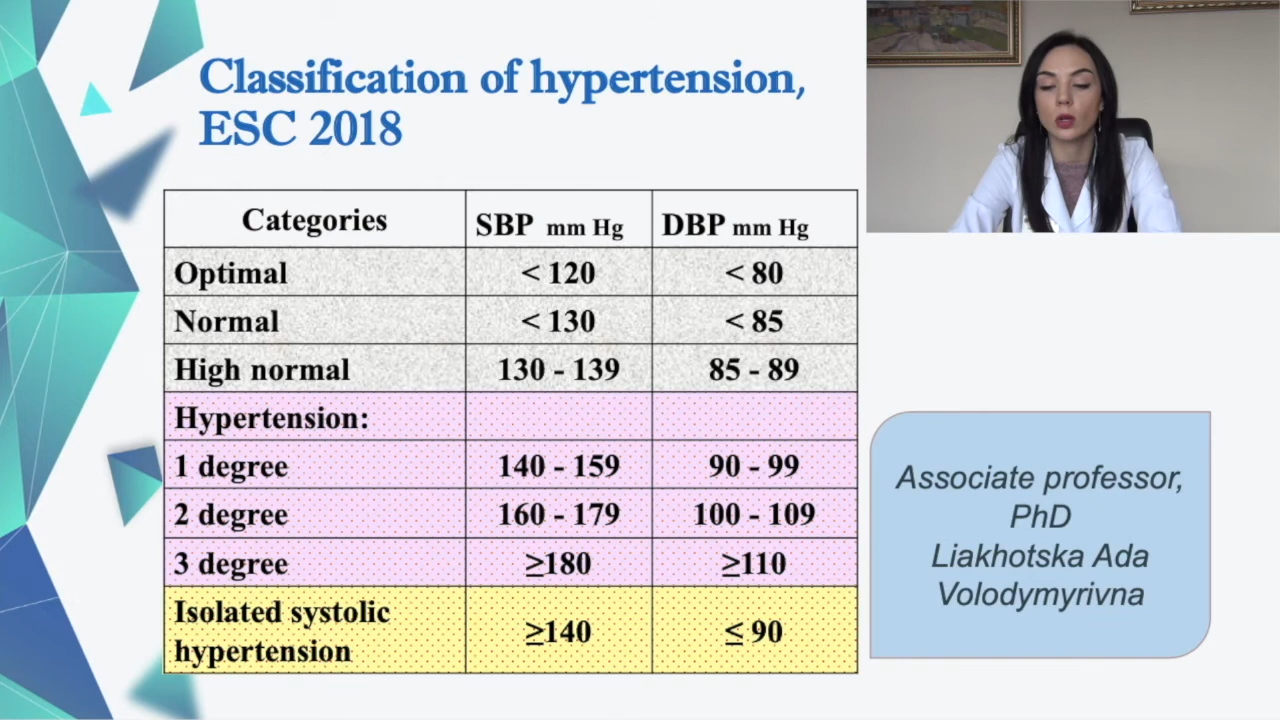 Classification of hypertension,
ESC 2018
Categories SBP mm Hg DBP mm Hg
Optimal < 120 < 80
Normal < 130 < 85
High normal 130 - 139 85 - 89
Hypertension:
1 degree 140 - 159 90 - 99
2 degree 160 - 179 100 - 109
3 degree ≥180 ≥110
Isolated systolic
hypertension ≥140 ≤ 90
Associate professor,
PhD
Liakhotska Ada
Volodymyrivna